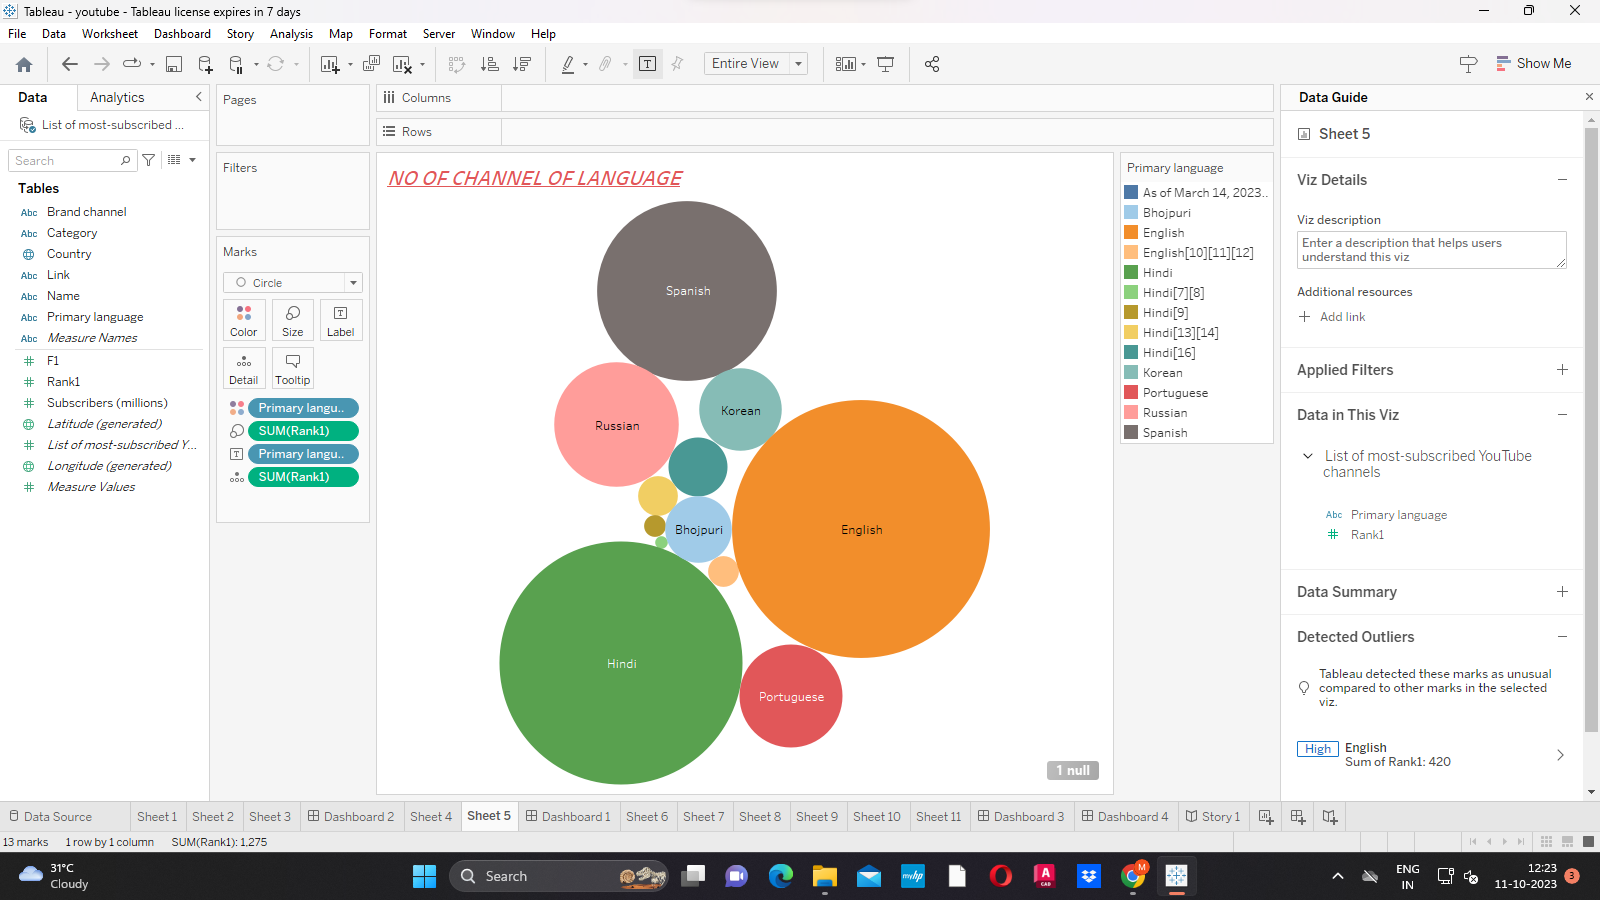 Tableau - youtube - Tableau license expires in 7 days
File Data Worksheet Dashboard Story Analysis Map Format Server Window Help
Entire View
Show Me
Data Analytics
List of most-subscribed ...
Search
Tables
Abc Brand channel
Abc Category
Country
Abc Link
Abc Name
Abc Primary language
Abc Measure Names
F1
Rank1
Subscribers (millions)
Latitude (generated)
List of most-subscribed Y...
Longitude (generated)
Measure Values
Pages
Filters
Marks
Circle
Color Size Label
Detail Tooltip
Primary langu..
SUM(Rank1)
Primary langu..
SUM(Rank1)
Columns
Rows
NO OF CHANNEL OF LANGUAGE
Spanish
Russian
Korean
Bhojpuri
English
Hindi
Portuguese
1 null
Primary language
As of March 14, 2023..
Bhojpuri
English
English[10][11][12]
Hindi
Hindi[7][8]
Hindi[9]
Hindi[13][14]
Hindi[16]
Korean
Portuguese
Russian
Spanish
Data Guide
Sheet 5
Viz Details
Viz description
Enter a description that helps users
understand this viz
Additional resources
Add link
Applied Filters
Data in This Viz
List of most-subscribed YouTube
channels
Abc Primary language
Rank1
Data Summary
Detected Outliers
Tableau detected these marks as unusual
compared to other marks in the selected
viz.
High English
Sum of Rank1: 420
Data Source Sheet 1 Sheet 2 Sheet 3 Dashboard 2 Sheet 4 Sheet 5 Dashboard 1 Sheet 6 Sheet 7 Sheet 8 Sheet 9 Sheet 10 Sheet 11 Dashboard 3 Dashboard 4 Story 1
13 marks 1 row by 1 column SUM(Rank1): 1,275
31°C
Cloudy
Search
myhp
A
CAD
M
ENG
IN
12:23
11-10-2023
3